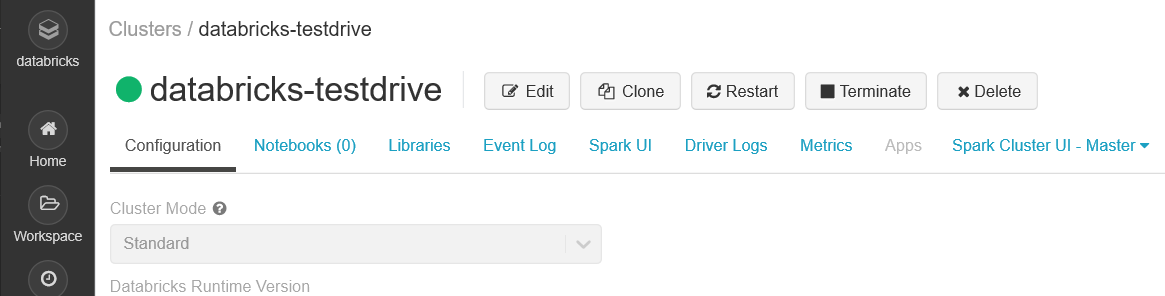 databricks
Home
Workspace
Clusters / databricks-testdrive
databricks-testdrive
Edit
Clone
Restart
Terminate
Delete
Configuration
Notebooks (0)
Libraries
Event Log
Spark UI
Driver Logs
Metrics
Apps
Spark Cluster UI - Master
Cluster Mode ?
Standard
Databricks Runtime Version